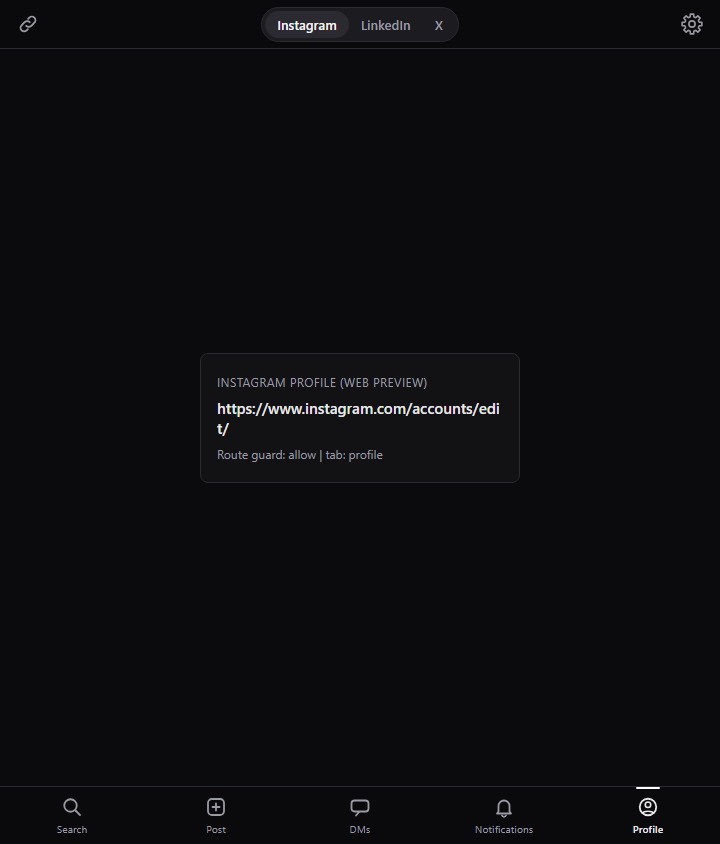 Instagram
LinkedIn
X
INSTAGRAM PROFILE (WEB PREVIEW)
https://www.instagram.com/accounts/edi
t/
Route guard: allow | tab: profile
Search
Post
DMs
Notifications
Profile